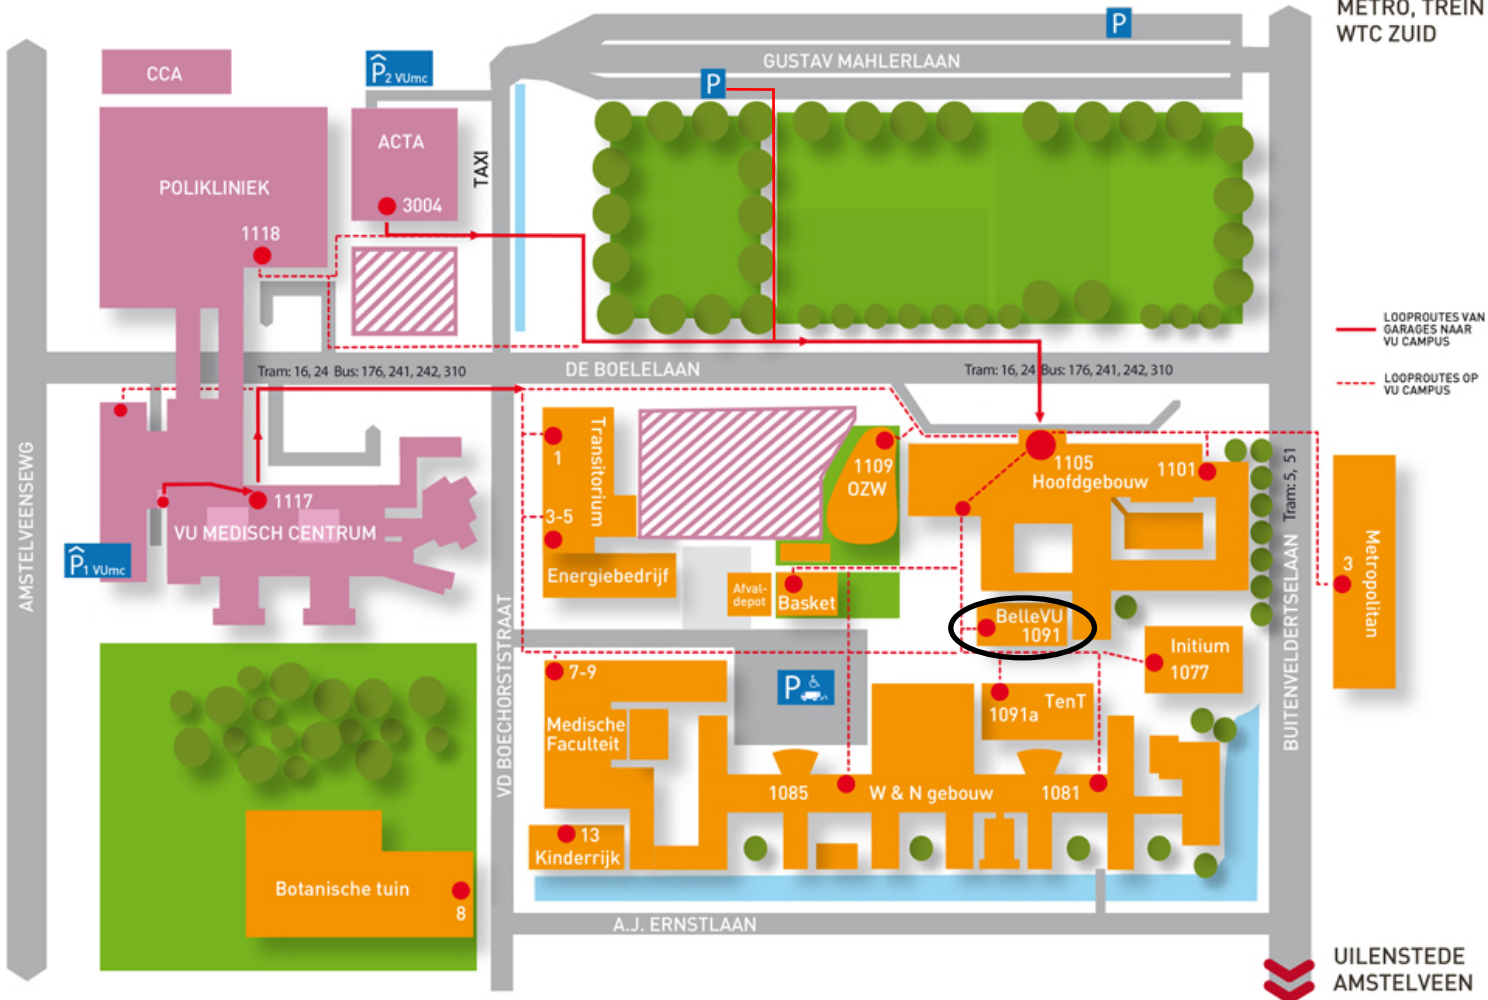 METRO, TREIN
WTC ZUID
P
GUSTAV MAHLERLAAN
P
CCA
P2 VUmc
ACTA
TAXI
POLIKLINIEK
3004
1118
LOOPROUTES VAN
GARAGES NAAR
VU CAMPUS
LOOPROUTES OP
VU CAMPUS
Tram: 16, 24 Bus: 176, 241, 242, 310
DE BOELELAAN
Tram: 16, 24 Bus: 176, 241, 242, 310
AMSTELVEENSEWG
1117
VU MEDISCH CENTRUM
P1 VUmc
Transitorium
1
3-5
Energiebedrijf
1109
OZW
1105
Hoofdgebouw
1101
Tram: 5, 51
BUITENVELDERTSELAAN
3
Metropolitan
Afval-
depot
Basket
BelleVU
1091
Initium
1077
VD BOECHORSTSTRAAT
7-9
Medische
Faculteit
P
TenT
1091a
1085
W & N gebouw
1081
13
Kinderrijk
Botanische tuin
8
A.J. ERNSTLAAN
UILENSTEDE
AMSTELVEEN